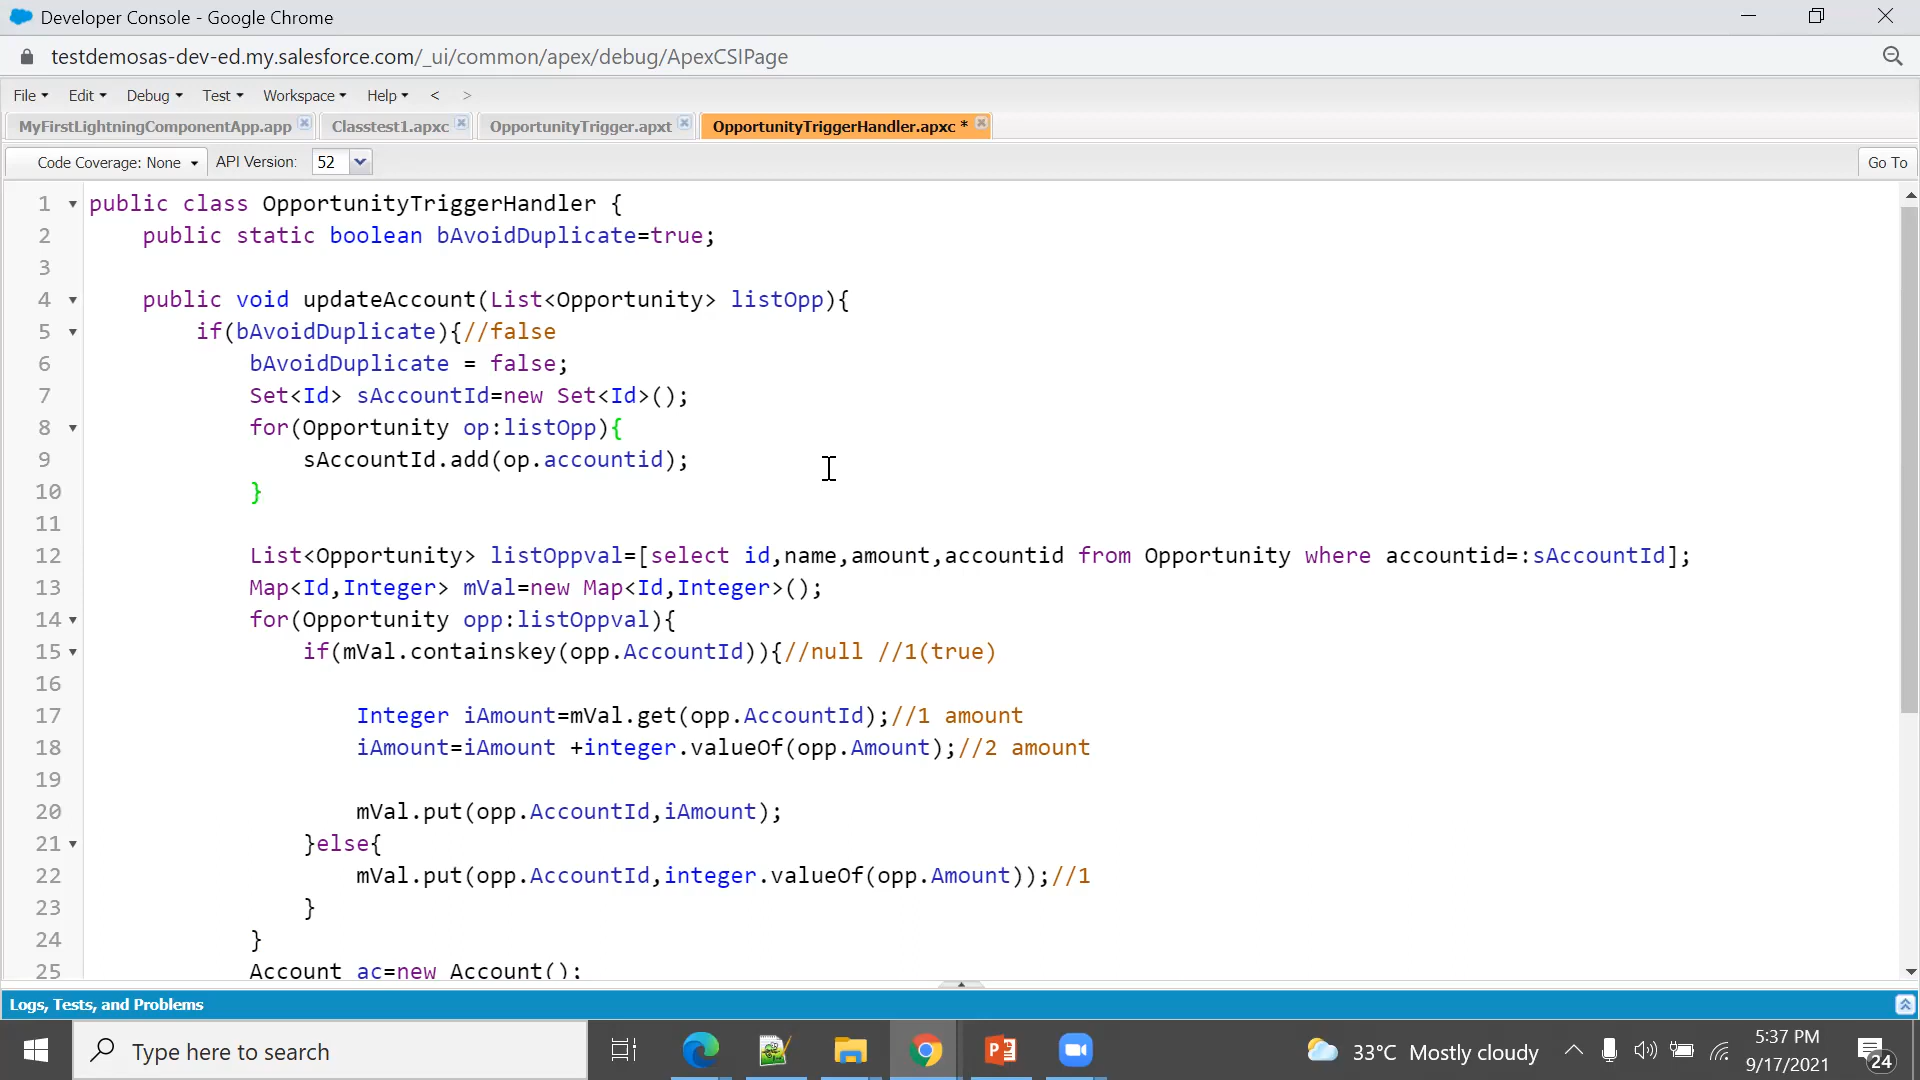 Developer Console - Google Chrome
testdemosas-dev-ed.my.salesforce.com/_ui/common/apex/debug/ApexCSIPage
File Edit Debug Test Workspace Help < >
MyFirstLightningComponentApp.app Classtest1.apxc OpportunityTrigger.apxt OpportunityTriggerHandler.apxc *
Code Coverage: None API Version: 52 Go To
1 public class OpportunityTriggerHandler {
2 public static boolean bAvoidDuplicate=true;
3
4 public void updateAccount(List<Opportunity> listOpp){
5 if(bAvoidDuplicate){//false
6 bAvoidDuplicate = false;
7 Set<Id> sAccountId=new Set<Id>();
8 for(Opportunity op:listOpp){
9 sAccountId.add(op.accountid);
10 }
11
12 List<Opportunity> listOppval=[select id,name,amount,accountid from Opportunity where accountid=:sAccountId];
13 Map<Id,Integer> mVal=new Map<Id,Integer>();
14 for(Opportunity opp:listOppval){
15 if(mVal.containskey(opp.AccountId)){//null //1(true)
16
17 Integer iAmount=mVal.get(opp.AccountId);//1 amount
18 iAmount=iAmount +integer.valueOf(opp.Amount);//2 amount
19
20 mVal.put(opp.AccountId,iAmount);
21 }else{
22 mVal.put(opp.AccountId,integer.valueOf(opp.Amount));//1
23 }
24 }
25 Account ac=new Account();
Logs, Tests, and Problems
Type here to search
33°C Mostly cloudy
5:37 PM
9/17/2021
24